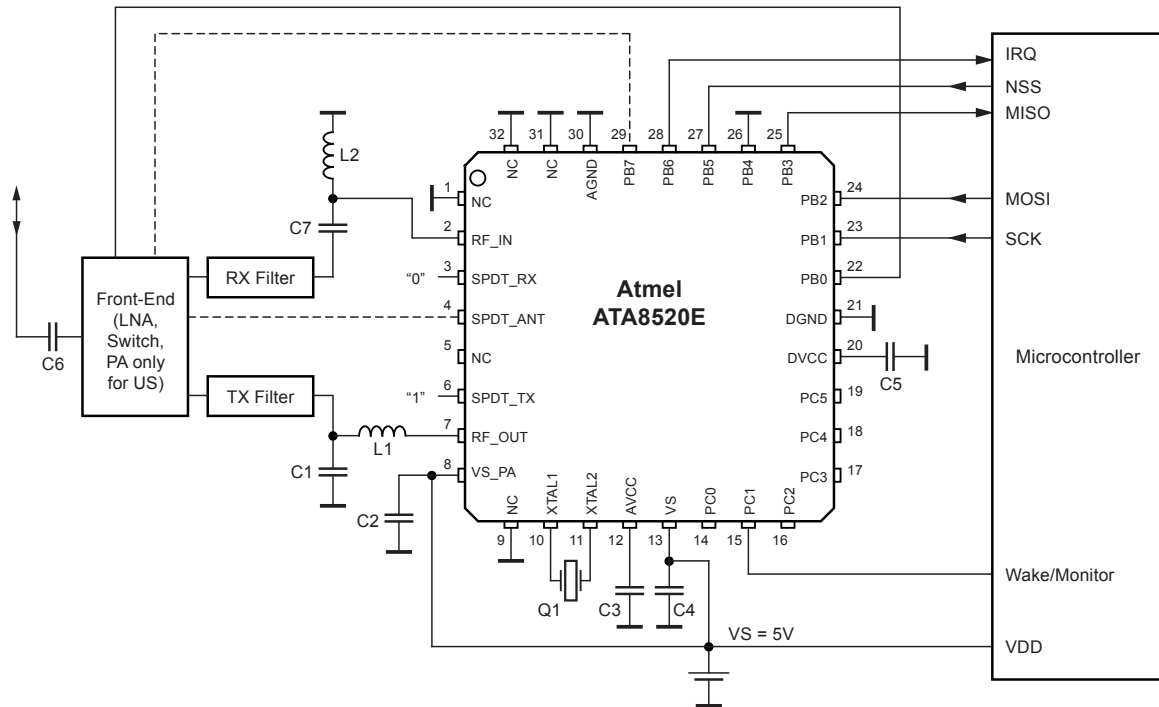 IRQ
NSS
MISO
MOSI
SCK
Microcontroller
Wake/Monitor
VDD
32
31
30
29
28
27
26
25
NC
NC
AGND
PB7
PB6
PB5
PB4
PB3
L2
C7
RX Filter
Front-End
(LNA,
Switch,
PA only
for US)
C6
TX Filter
C1
L1
C2
“0”
“1”
1
NC
2
RF_IN
3
SPDT_RX
4
SPDT_ANT
5
NC
6
SPDT_TX
7
RF_OUT
8
VS_PA
Atmel
ATA8520E
PB2
24
PB1
23
PB0
22
DGND
21
DVCC
20
C5
PC5
19
PC4
18
PC3
17
NC
XTAL1
XTAL2
AVCC
VS
PC0
PC1
PC2
9
10
11
12
13
14
15
16
Q1
C3
C4
VS = 5V